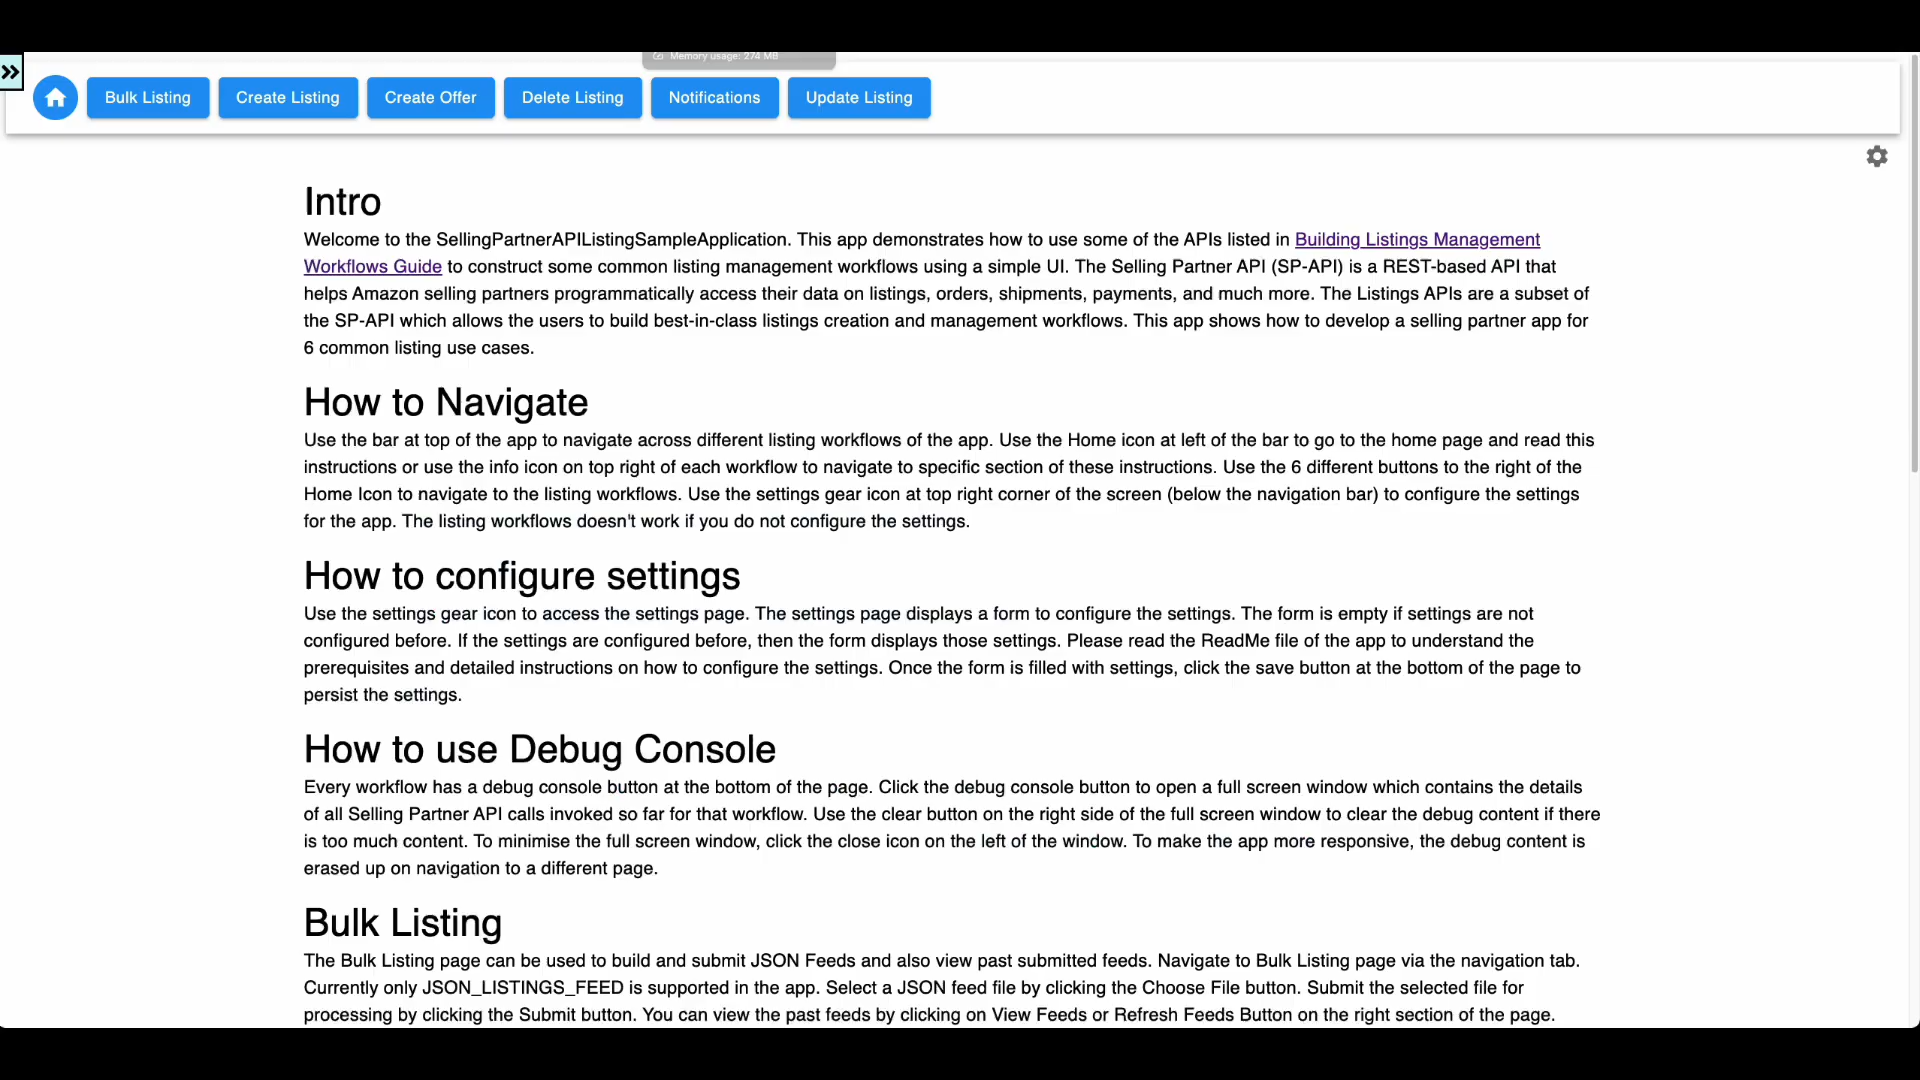 Memory usage: 274 MB
Bulk Listing
Create Listing
Create Offer
Delete Listing
Notifications
Update Listing
Intro
Welcome to the SellingPartnerAPIListingSampleApplication. This app demonstrates how to use some of the APIs listed in Building Listings Management
Workflows Guide to construct some common listing management workflows using a simple UI. The Selling Partner API (SP-API) is a REST-based API that
helps Amazon selling partners programmatically access their data on listings, orders, shipments, payments, and much more. The Listings APIs are a subset of
the SP-API which allows the users to build best-in-class listings creation and management workflows. This app shows how to develop a selling partner app for
6 common listing use cases.
How to Navigate
Use the bar at top of the app to navigate across different listing workflows of the app. Use the Home icon at left of the bar to go to the home page and read this
instructions or use the info icon on top right of each workflow to navigate to specific section of these instructions. Use the 6 different buttons to the right of the
Home Icon to navigate to the listing workflows. Use the settings gear icon at top right corner of the screen (below the navigation bar) to configure the settings
for the app. The listing workflows doesn't work if you do not configure the settings.
How to configure settings
Use the settings gear icon to access the settings page. The settings page displays a form to configure the settings. The form is empty if settings are not
configured before. If the settings are configured before, then the form displays those settings. Please read the ReadMe file of the app to understand the
prerequisites and detailed instructions on how to configure the settings. Once the form is filled with settings, click the save button at the bottom of the page to
persist the settings.
How to use Debug Console
Every workflow has a debug console button at the bottom of the page. Click the debug console button to open a full screen window which contains the details
of all Selling Partner API calls invoked so far for that workflow. Use the clear button on the right side of the full screen window to clear the debug content if there
is too much content. To minimise the full screen window, click the close icon on the left of the window. To make the app more responsive, the debug content is
erased up on navigation to a different page.
Bulk Listing
The Bulk Listing page can be used to build and submit JSON Feeds and also view past submitted feeds. Navigate to Bulk Listing page via the navigation tab.
Currently only JSON_LISTINGS_FEED is supported in the app. Select a JSON feed file by clicking the Choose File button. Submit the selected file for
processing by clicking the Submit button. You can view the past feeds by clicking on View Feeds or Refresh Feeds Button on the right section of the page.